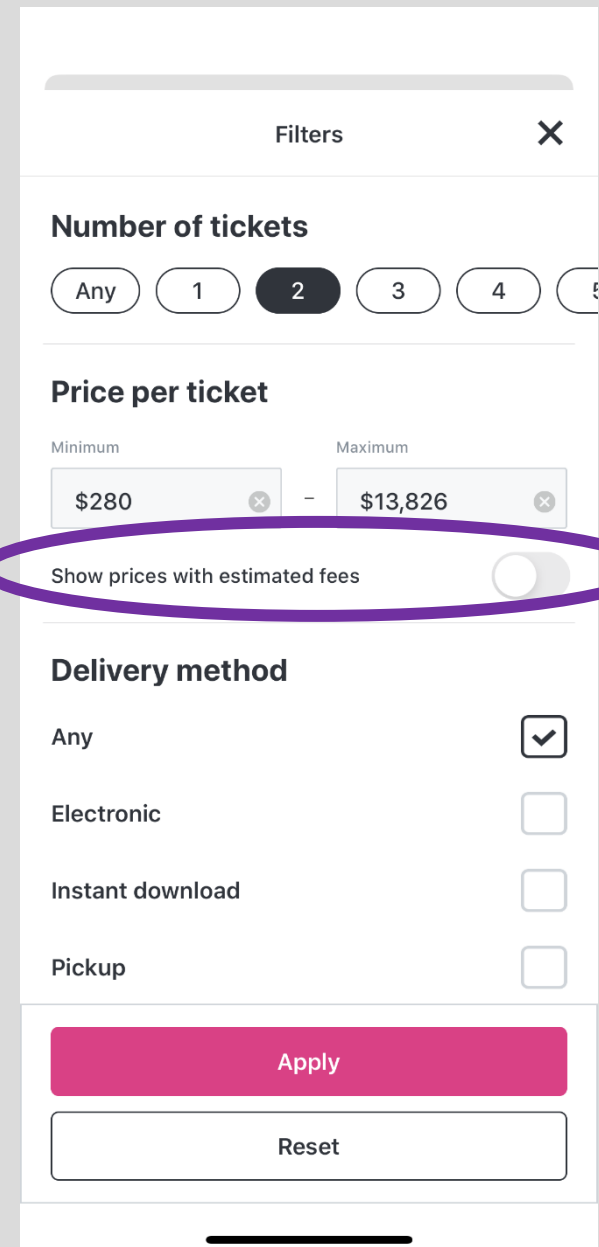 Filters
Number of tickets
Any 1 2 3 4 5
Price per ticket
Minimum Maximum
$280 – $13,826
Show prices with estimated fees
Delivery method
Any
Electronic
Instant download
Pickup
Apply
Reset